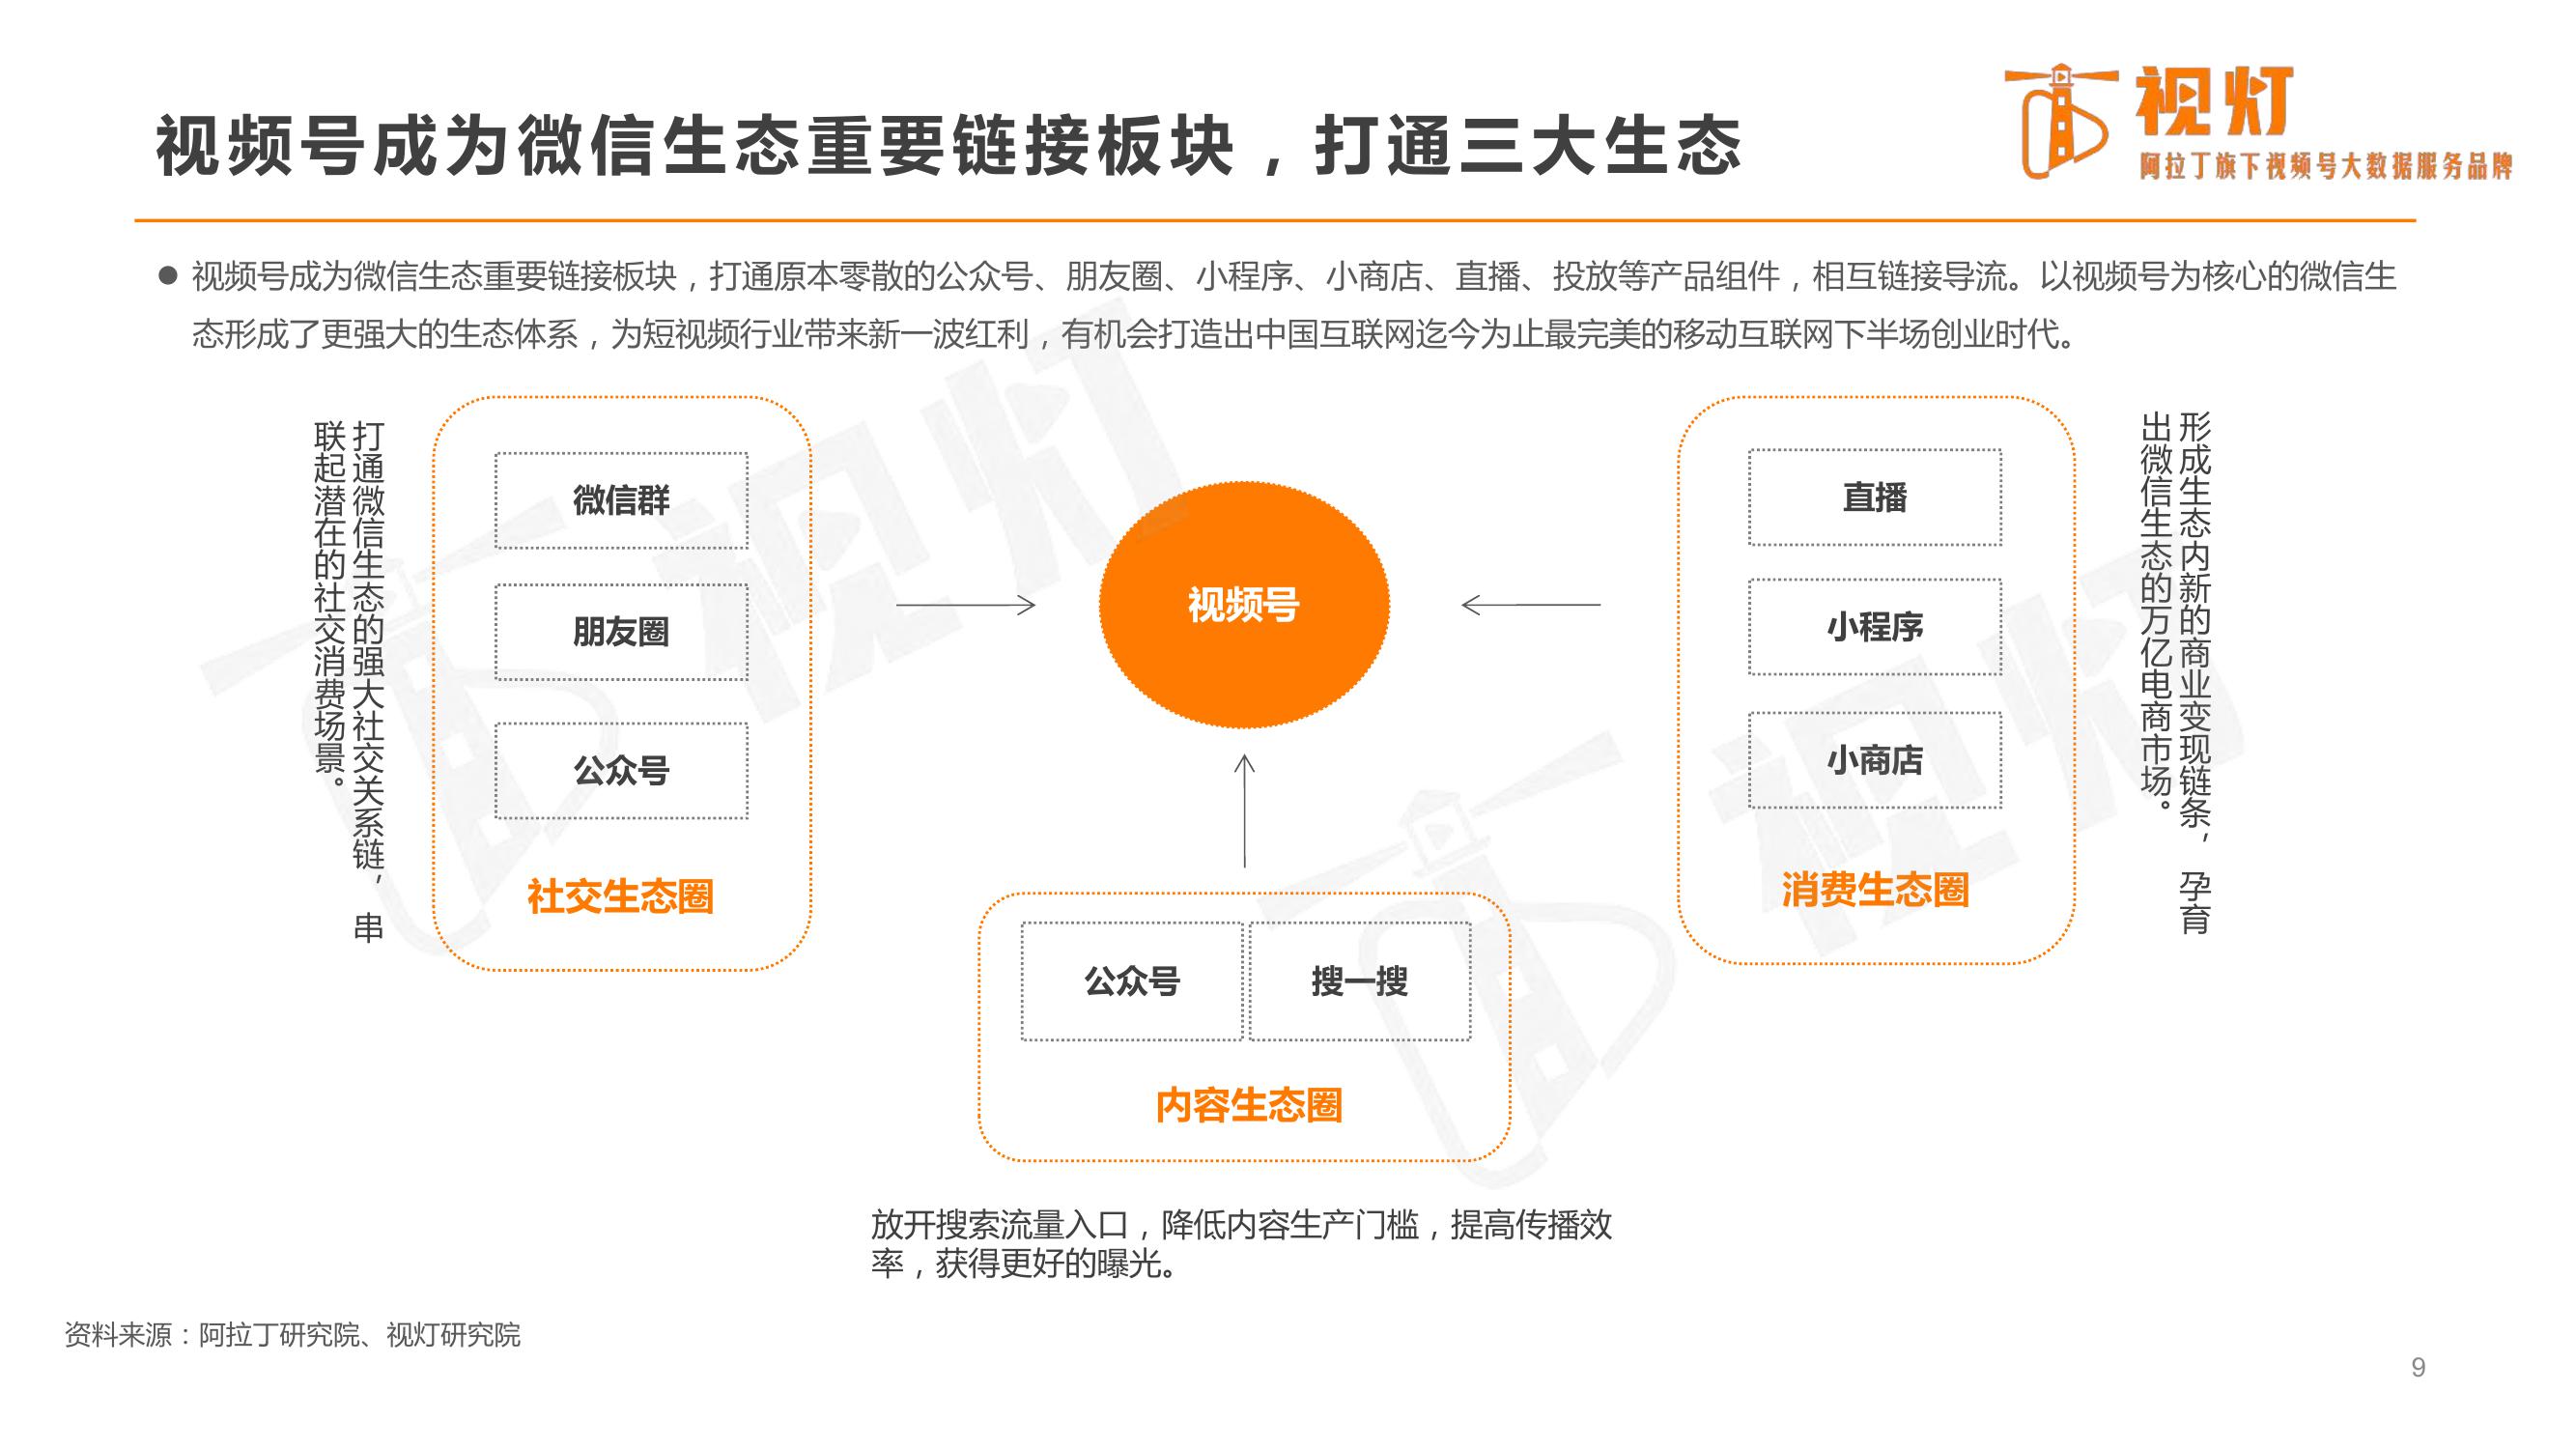 视频号成为微信生态重要链接板块，打通三大生态
视灯
阿拉丁旗下视频号大数据服务品牌
● 视频号成为微信生态重要链接板块，打通原本零散的公众号、朋友圈、小程序、小商店、直播、投放等产品组件，相互链接导流。以视频号为核心的微信生
态形成了更强大的生态体系，为短视频行业带来新一波红利，有机会打造出中国互联网迄今为止最完美的移动互联网下半场创业时代。
打通微信生态的强大社交关系链，串
联起潜在的社交消费场景。
微信群
朋友圈
公众号
社交生态圈
视频号
直播
小程序
小商店
消费生态圈
形成生态内新的商业变现链条，孕育
出微信生态的万亿电商市场。
公众号
搜一搜
内容生态圈
放开搜索流量入口，降低内容生产门槛，提高传播效
率，获得更好的曝光。
资料来源：阿拉丁研究院、视灯研究院
9
视灯
视灯